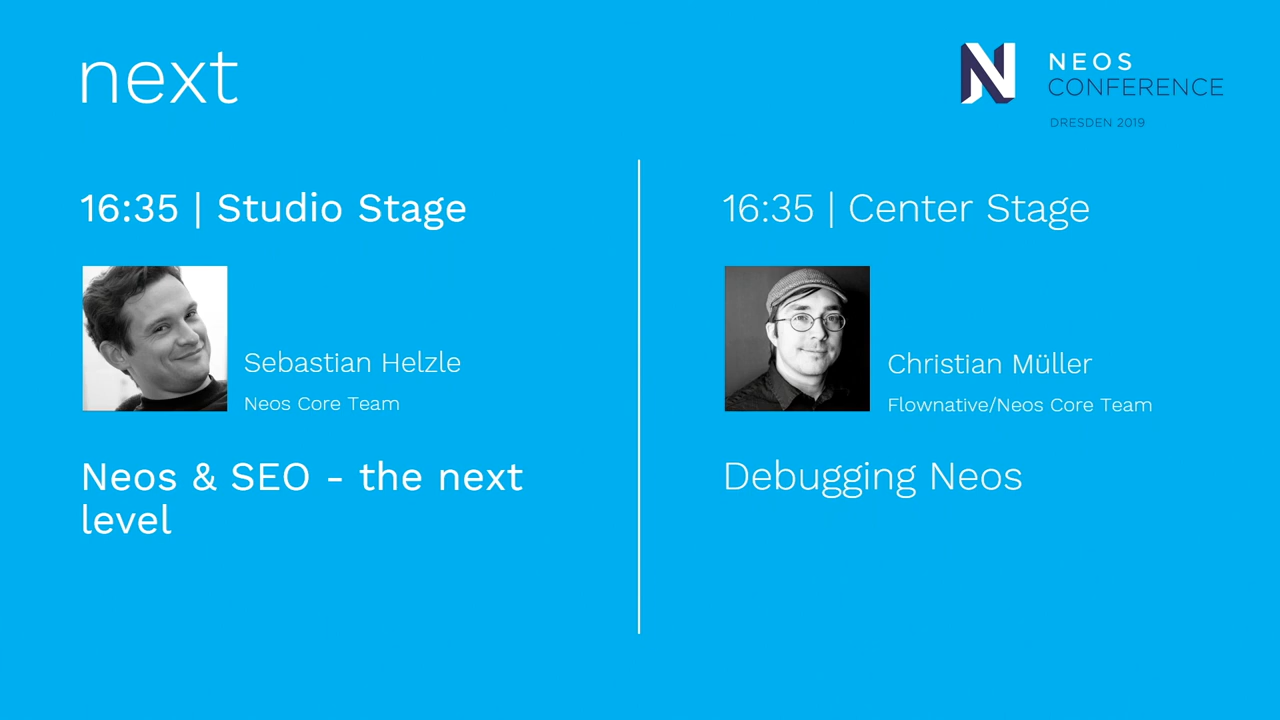 next
NEOS
CONFERENCE
DRESDEN 2019
16:35 | Studio Stage
Sebastian Helzle
Neos Core Team
Neos & SEO - the next
level
16:35 | Center Stage
Christian Müller
Flownative/Neos Core Team
Debugging Neos